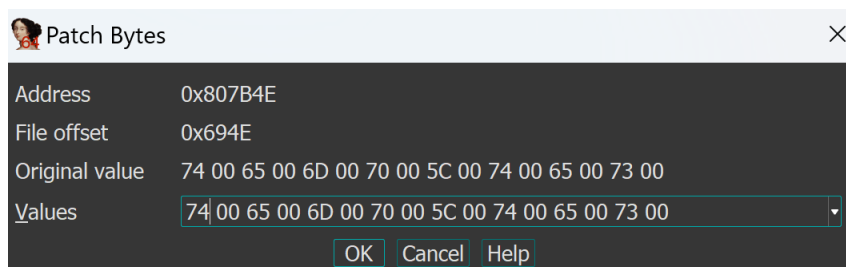 64 Patch Bytes
Address 0x807B4E
File offset 0x694E
Original value 74 00 65 00 6D 00 70 00 5C 00 74 00 65 00 73 00
Values 74 00 65 00 6D 00 70 00 5C 00 74 00 65 00 73 00
OK Cancel Help